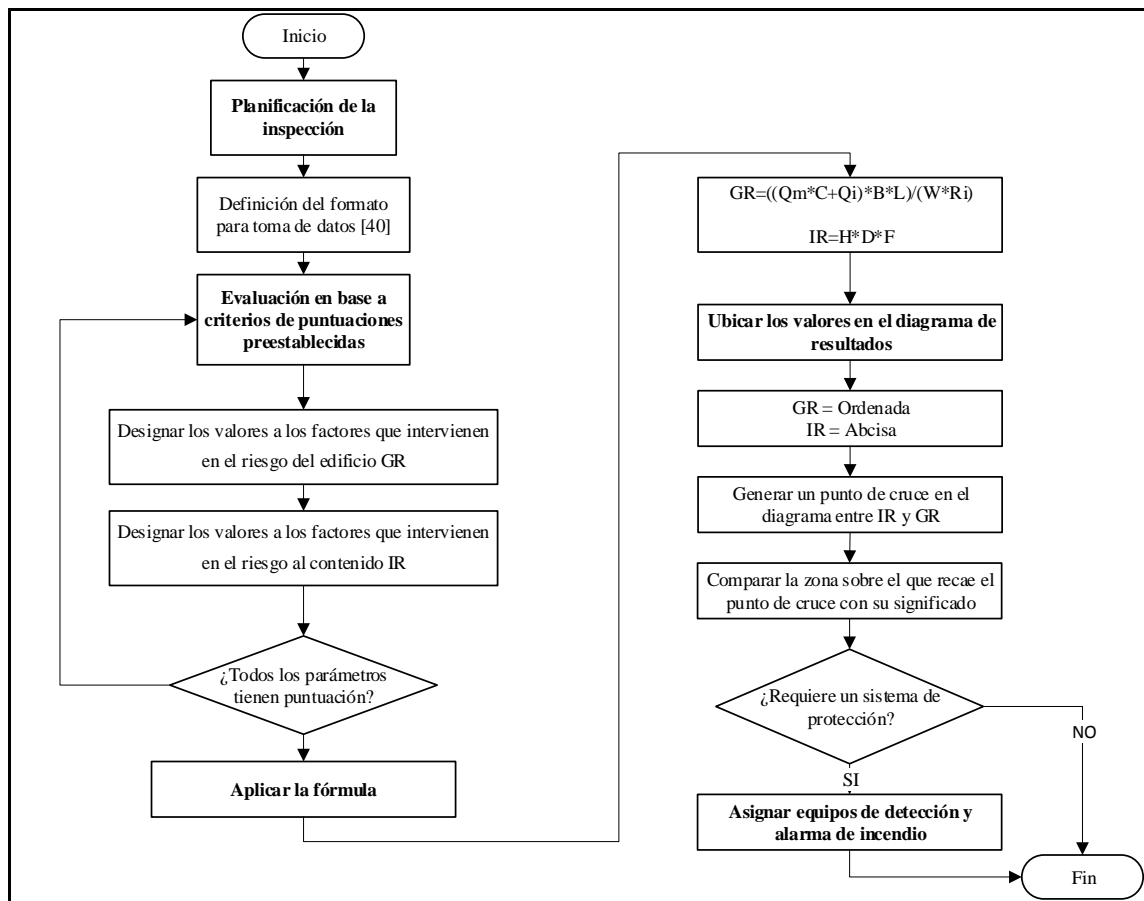 Inicio
Planificación de la
inspección
Definición del formato
para toma de datos [40]
Evaluación en base a
criterios de puntuaciones
preestablecidas
Designar los valores a los factores que intervienen
en el riesgo del edificio GR
Designar los valores a los factores que intervienen
en el riesgo al contenido IR
¿Todos los parámetros
tienen puntuación?
Aplicar la fórmula
GR=((Qm*C+Qi)*B*L)/(W*Ri)
IR=H*D*F
Ubicar los valores en el diagrama de
resultados
GR = Ordenada
IR = Abcisa
Generar un punto de cruce en el
diagrama entre IR y GR
Comparar la zona sobre el que recae el
punto de cruce con su significado
¿Requiere un sistema de
protección?
NO
SI
Asignar equipos de detección y
alarma de incendio
Fin